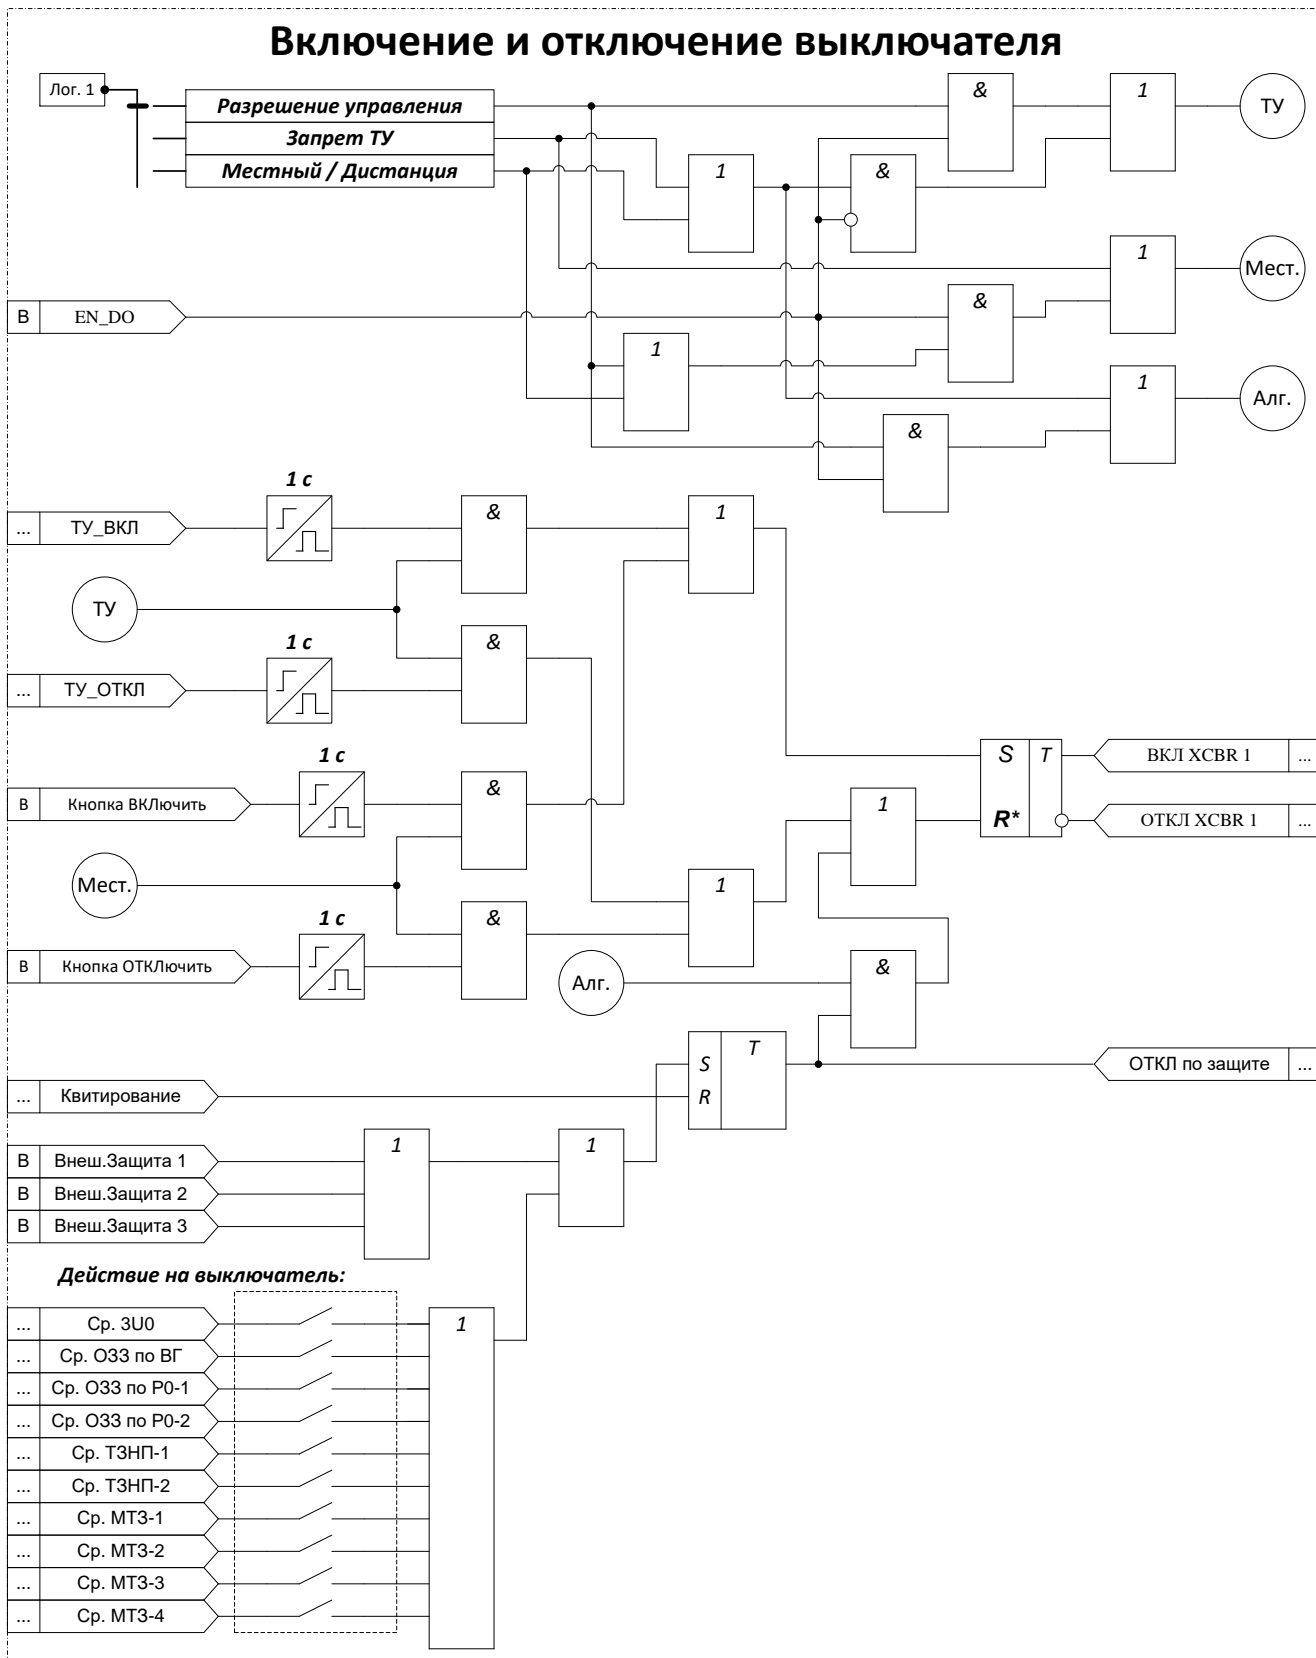 Включение и отключение выключателя
Лог. 1
Разрешение управления
Запрет ТУ
Местный / Дистанция
&
1
ТУ
1
&
1
Мест.
В EN_DO
&
1
1
Алг.
&
1 с
... ТУ_ВКЛ
&
1
ТУ
1 с
&
... ТУ_ОТКЛ
1 с
S T
ВКЛ XCBR 1 ...
В Кнопка ВКЛючить
&
1
R*
ОТКЛ XCBR 1 ...
Мест.
1
1 с
&
В Кнопка ОТКЛючить
Алг.
&
S T
R
ОТКЛ по защите ...
... Квитирование
1
1
В Внеш.Защита 1
В Внеш.Защита 2
В Внеш.Защита 3
Действие на выключатель:
... Ср. 3U0
1
... Ср. ОЗЗ по ВГ
... Ср. ОЗЗ по Р0-1
... Ср. ОЗЗ по Р0-2
... Ср. ТЗНП-1
... Ср. ТЗНП-2
... Ср. МТЗ-1
... Ср. МТЗ-2
... Ср. МТЗ-3
... Ср. МТЗ-4